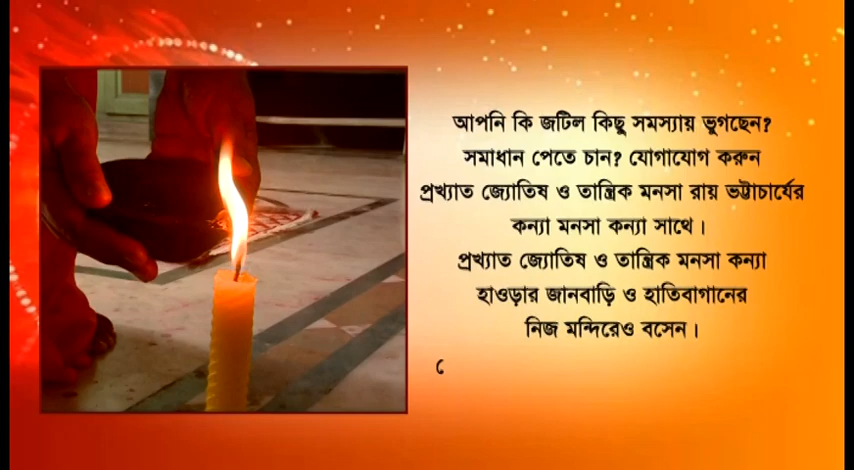 আপনি কি জটিল কিছু সমস্যায় ভুগছেন?
সমাধান পেতে চান? যোগাযোগ করুন
প্রখ্যাত জ্যোতিষ ও তান্ত্রিক মনসা রায় ভট্টাচার্যের
কন্যা মনসা কন্যা সাথে।
প্রখ্যাত জ্যোতিষ ও তান্ত্রিক মনসা কন্যা
হাওড়ার জানবাড়ি ও হাতিবাগানের
নিজ মন্দিরেও বসেন।